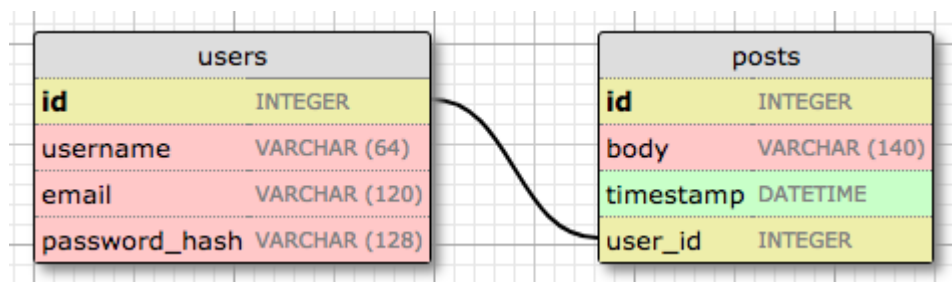 users
id INTEGER
username VARCHAR (64)
email VARCHAR (120)
password_hash VARCHAR (128)
posts
id INTEGER
body VARCHAR (140)
timestamp DATETIME
user_id INTEGER